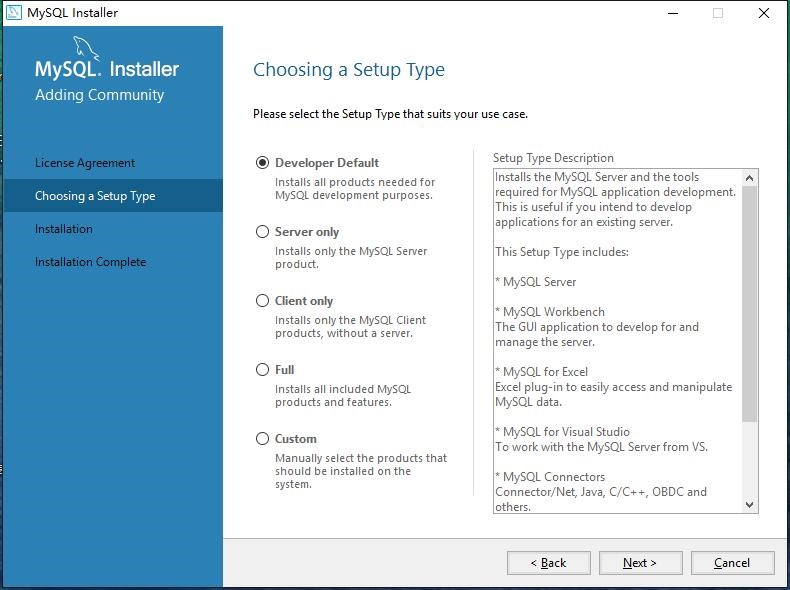 MySQL Installer
MySQL. Installer
Adding Community
License Agreement
Choosing a Setup Type
Installation
Installation Complete
Choosing a Setup Type
Please select the Setup Type that suits your use case.
Developer Default
Installs all products needed for
MySQL development purposes.
Server only
Installs only the MySQL Server
product.
Client only
Installs only the MySQL Client
products, without a server.
Full
Installs all included MySQL
products and features.
Custom
Manually select the products that
should be installed on the
system.
Setup Type Description
Installs the MySQL Server and the tools
required for MySQL application development.
This is useful if you intend to develop
applications for an existing server.
This Setup Type includes:
* MySQL Server
* MySQL Workbench
The GUI application to develop for and
manage the server.
* MySQL for Excel
Excel plug-in to easily access and manipulate
MySQL data.
* MySQL for Visual Studio
To work with the MySQL Server from VS.
* MySQL Connectors
Connector/Net, Java, C/C++, OBDC and
others.
< Back
Next >
Cancel